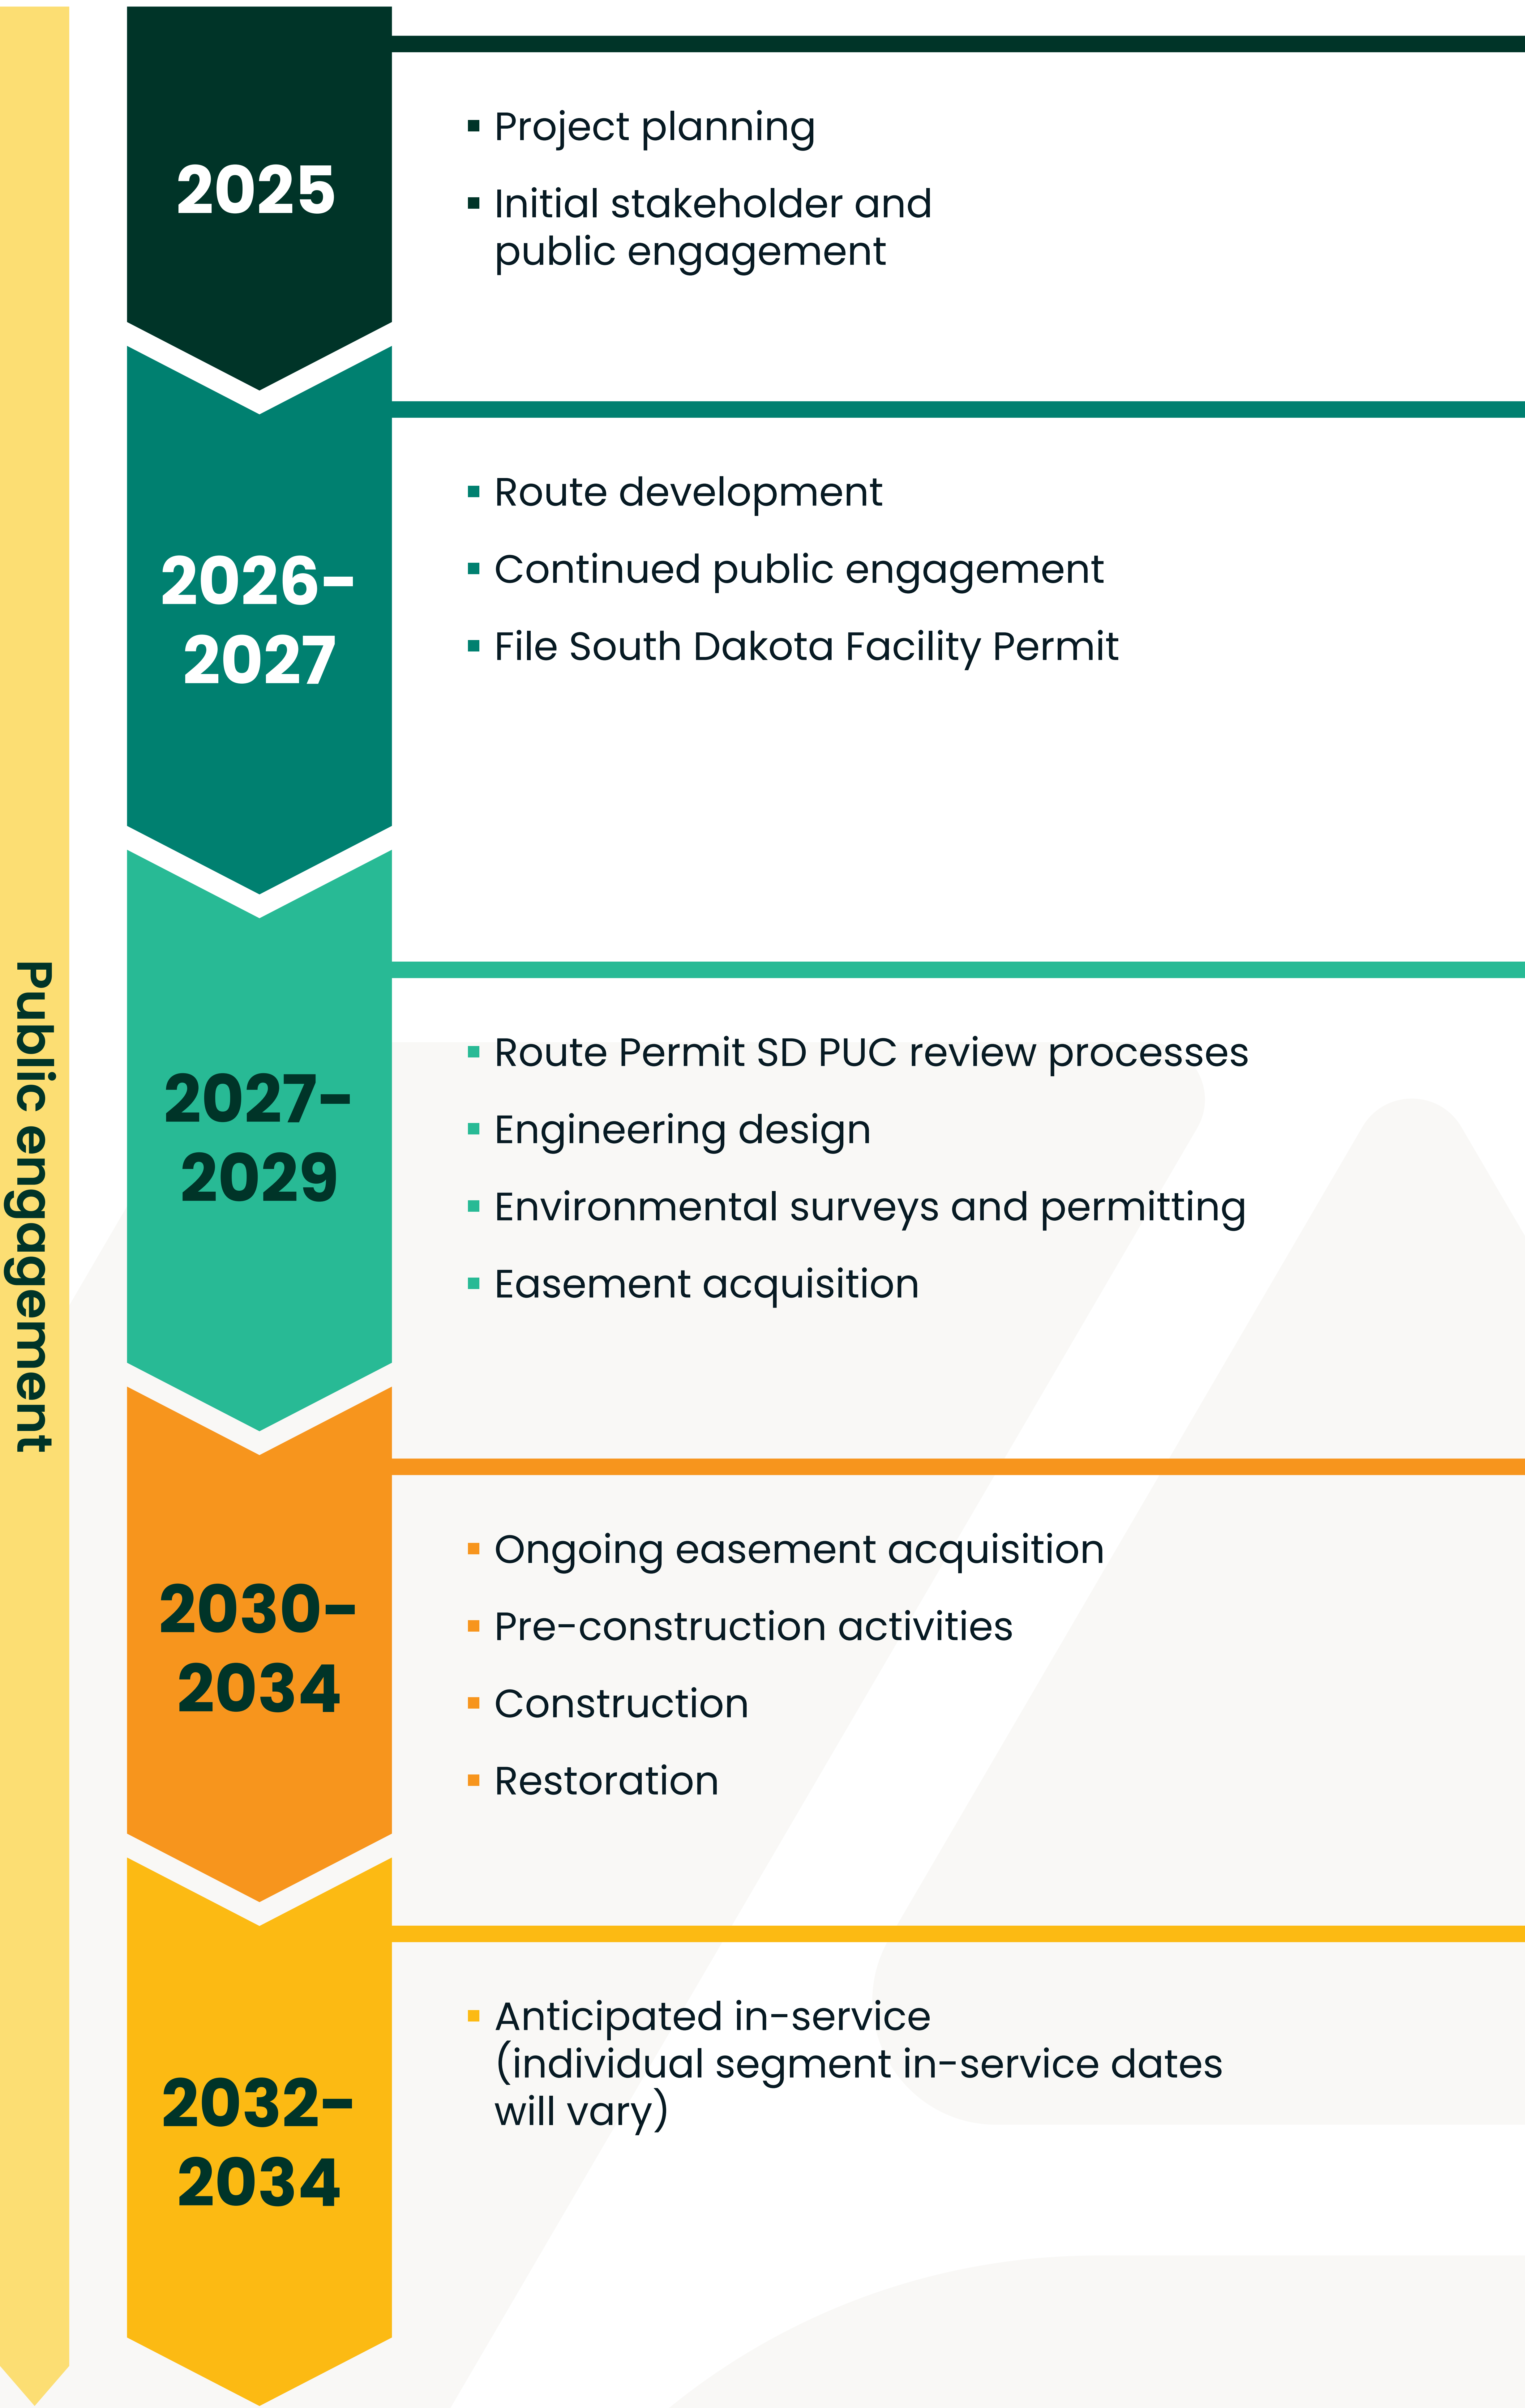 Public engagement
2025
▪ Project planning
▪ Initial stakeholder and
public engagement
2026–
2027
▪ Route development
▪ Continued public engagement
▪ File South Dakota Facility Permit
2027–
2029
▪ Route Permit SD PUC review processes
▪ Engineering design
▪ Environmental surveys and permitting
▪ Easement acquisition
2030–
2034
▪ Ongoing easement acquisition
▪ Pre-construction activities
▪ Construction
▪ Restoration
2032–
2034
▪ Anticipated in-service
(individual segment in-service dates
will vary)